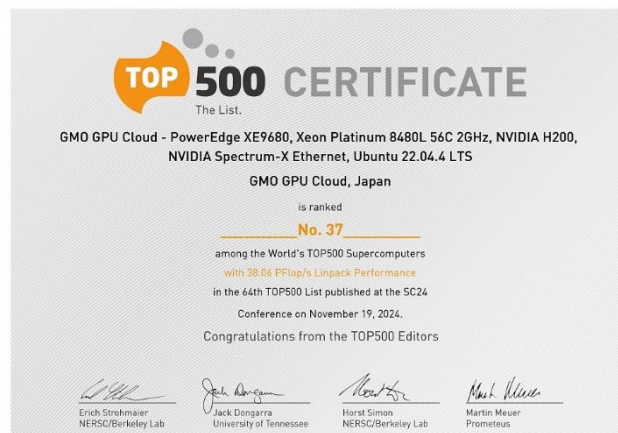 TOP 500 CERTIFICATE
The List.
GMO GPU Cloud - PowerEdge XE9680, Xeon Platinum 8480L 56C 2GHz, NVIDIA H200,
NVIDIA Spectrum-X Ethernet, Ubuntu 22.04.4 LTS
GMO GPU Cloud, Japan
is ranked
No. 37
among the World's TOP500 Supercomputers
with 38.06 PFlop/s Linpack Performance
in the 64th TOP500 List published at the SC24
Conference on November 19, 2024.
Congratulations from the TOP500 Editors
Erich Strohmaier
NERSC/Berkeley Lab
Jack Dongarra
University of Tennessee
Horst Simon
NERSC/Berkeley Lab
Martin Meuer
Prometeus